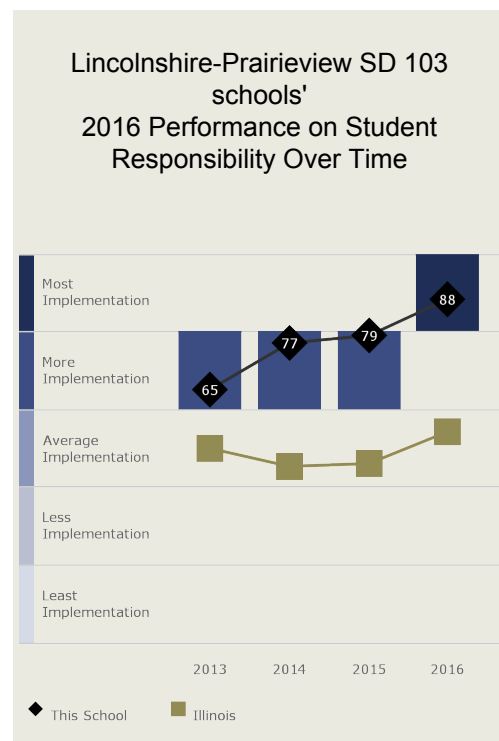 Lincolnshire-Prairieview SD 103
schools'
2016 Performance on Student
Responsibility Over Time
Most
Implementation
88
79
77
More
Implementation
65
Average
Implementation
Less
Implementation
Least
Implementation
2013 2014 2015 2016
This School Illinois